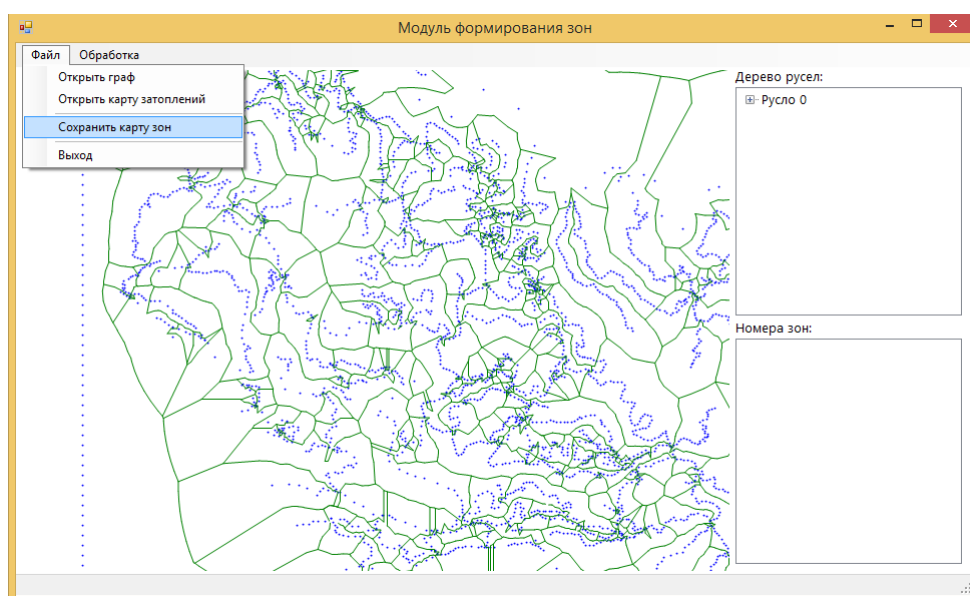 Модуль формирования зон
Файл Обработка
Открыть граф
Открыть карту затоплений
Сохранить карту зон
Выход
Дерево русел:
Русло 0
Номера зон: